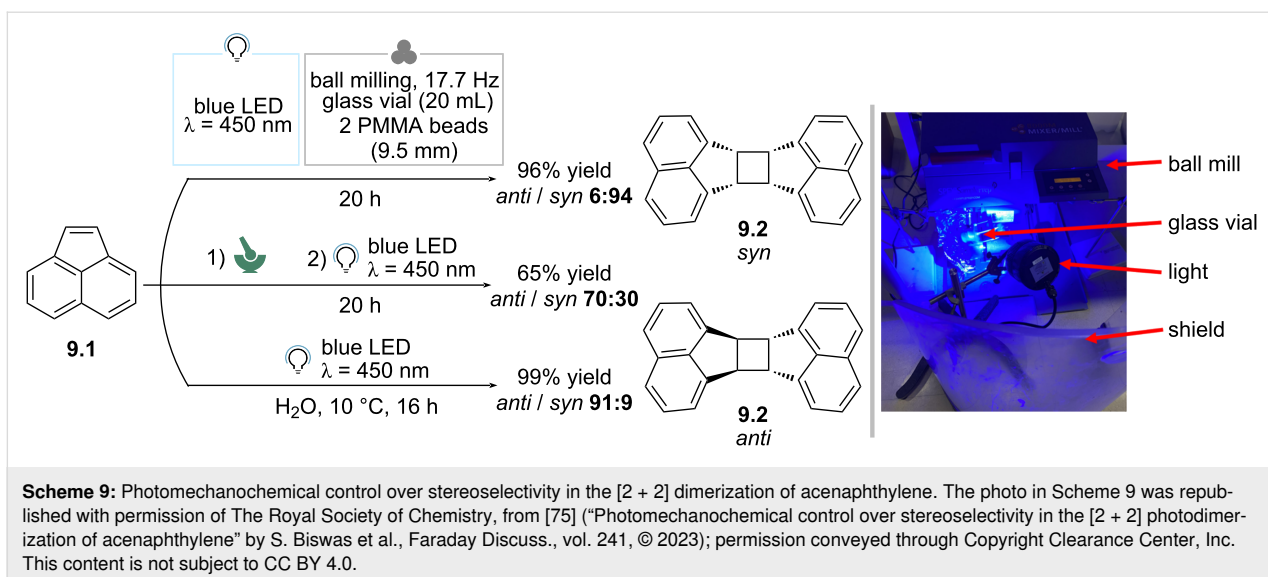 blue LED
λ = 450 nm
ball milling, 17.7 Hz
glass vial (20 mL)
2 PMMA beads
(9.5 mm)
96% yield
anti / syn 6:94
20 h
9.2
syn
1)
2)
blue LED
λ = 450 nm
20 h
65% yield
anti / syn 70:30
9.1
blue LED
λ = 450 nm
H₂O, 10 °C, 16 h
99% yield
anti / syn 91:9
9.2
anti
MIXER/MILL
ball mill
glass vial
light
shield
Scheme 9: Photomechanochemical control over stereoselectivity in the [2 + 2] dimerization of acenaphthylene. The photo in Scheme 9 was repub-
lished with permission of The Royal Society of Chemistry, from [75] (“Photomechanochemical control over stereoselectivity in the [2 + 2] photodimer-
ization of acenaphthylene” by S. Biswas et al., Faraday Discuss., vol. 241, © 2023); permission conveyed through Copyright Clearance Center, Inc.
This content is not subject to CC BY 4.0.